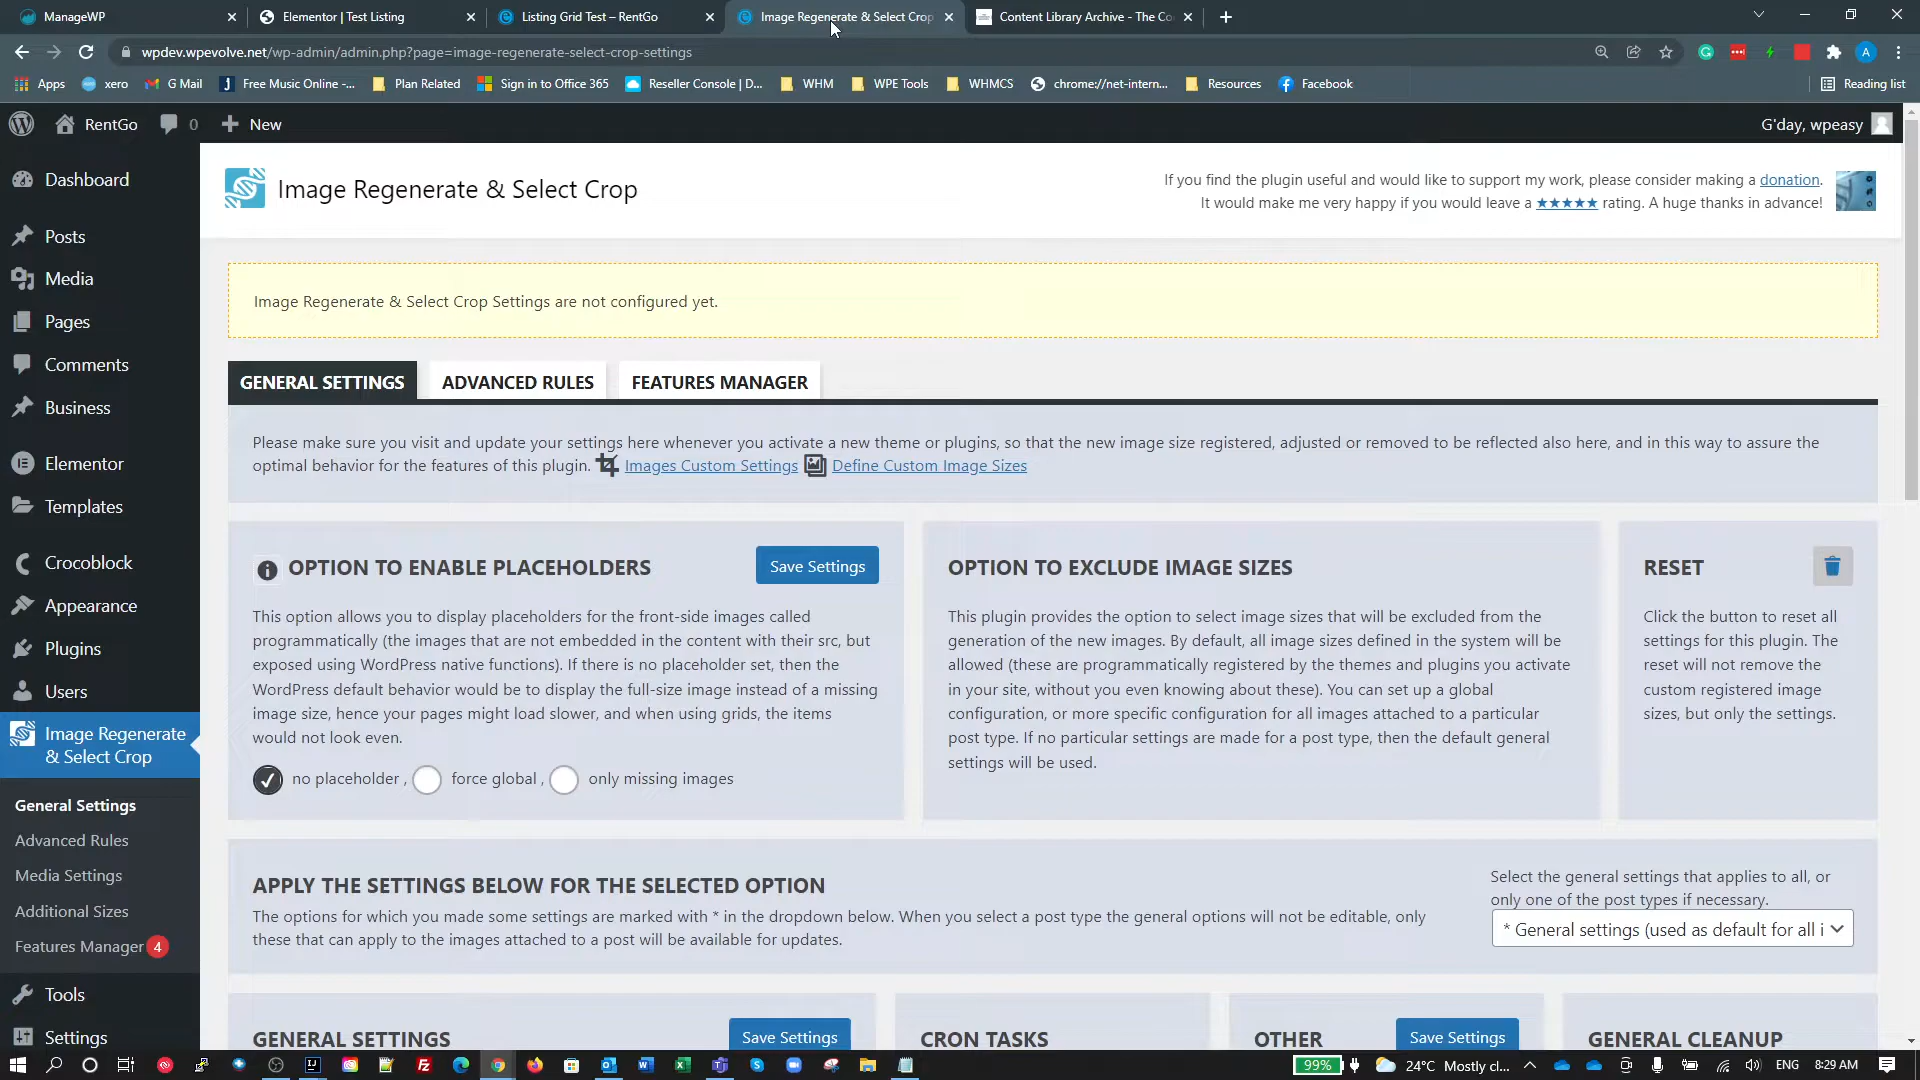 ManageWP
Elementor | Test Listing
Listing Grid Test – RentGo
Image Regenerate & Select Crop
Content Library Archive - The Co
wpdev.wpevolve.net/wp-admin/admin.php?page=image-regenerate-select-crop-settings
Apps
xero
G Mail
Free Music Online -...
Plan Related
Sign in to Office 365
Reseller Console | D...
WHM
WPE Tools
WHMCS
chrome://net-intern...
Resources
Facebook
Reading list
RentGo
0
New
G'day, wpeasy
Dashboard
Posts
Media
Pages
Comments
Business
Elementor
Templates
Crocoblock
Appearance
Plugins
Users
Image Regenerate
& Select Crop
General Settings
Advanced Rules
Media Settings
Additional Sizes
Features Manager 4
Tools
Settings
Image Regenerate & Select Crop
If you find the plugin useful and would like to support my work, please consider making a donation.
It would make me very happy if you would leave a ★★★★★ rating. A huge thanks in advance!
Image Regenerate & Select Crop Settings are not configured yet.
GENERAL SETTINGS
ADVANCED RULES
FEATURES MANAGER
Please make sure you visit and update your settings here whenever you activate a new theme or plugins, so that the new image size registered, adjusted or removed to be reflected also here, and in this way to assure the
optimal behavior for the features of this plugin. Images Custom Settings Define Custom Image Sizes
OPTION TO ENABLE PLACEHOLDERS
Save Settings
This option allows you to display placeholders for the front-side images called
programmatically (the images that are not embedded in the content with their src, but
exposed using WordPress native functions). If there is no placeholder set, then the
WordPress default behavior would be to display the full-size image instead of a missing
image size, hence your pages might load slower, and when using grids, the items
would not look even.
no placeholder , force global , only missing images
OPTION TO EXCLUDE IMAGE SIZES
This plugin provides the option to select image sizes that will be excluded from the
generation of the new images. By default, all image sizes defined in the system will be
allowed (these are programmatically registered by the themes and plugins you activate
in your site, without you even knowing about these). You can set up a global
configuration, or more specific configuration for all images attached to a particular
post type. If no particular settings are made for a post type, then the default general
settings will be used.
RESET
Click the button to reset all
settings for this plugin. The
reset will not remove the
custom registered image
sizes, but only the settings.
APPLY THE SETTINGS BELOW FOR THE SELECTED OPTION
The options for which you made some settings are marked with * in the dropdown below. When you select a post type the general options will not be editable, only
these that can apply to the images attached to a post will be available for updates.
Select the general settings that applies to all, or
only one of the post types if necessary.
* General settings (used as default for all i
GENERAL SETTINGS
Save Settings
CRON TASKS
OTHER
Save Settings
GENERAL CLEANUP
99%
24°C Mostly cl...
ENG
8:29 AM